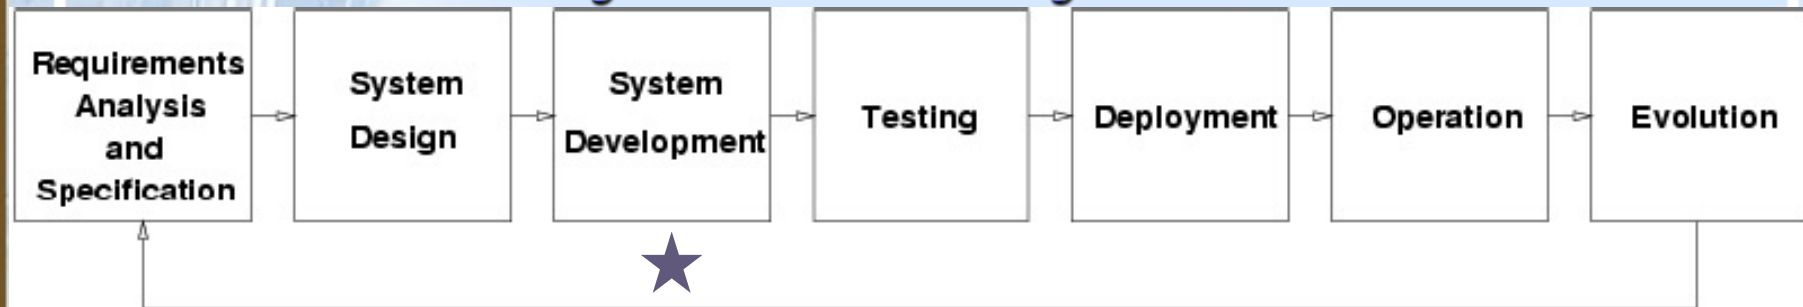 Requirements
Analysis
and
Specification
System
Design
System
Development
Testing
Deployment
Operation
Evolution